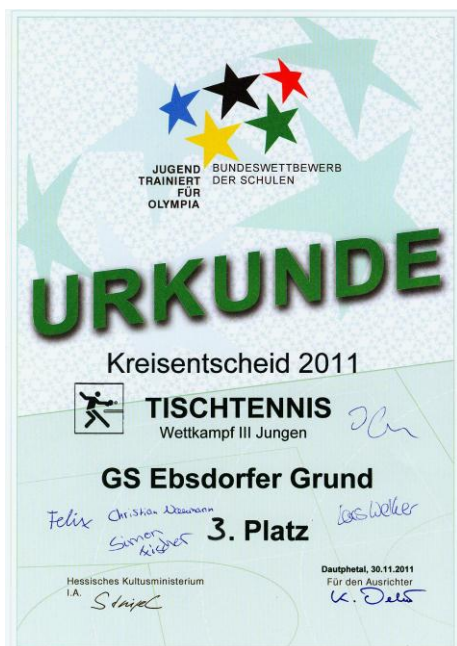 JUGEND
TRAINIERT
FÜR
OLYMPIA
BUNDESWETTBEWERB
DER SCHULEN
URKUNDE
Kreisentscheid 2011
TISCHTENNIS
Wettkampf III Jungen
GS Ebsdorfer Grund
Felix
Christian Naumann
Simon
Fischer
Lars Welker
3. Platz
Hessisches Kultusministerium
I.A.
Dautphetal, 30.11.2011
Für den Ausrichter